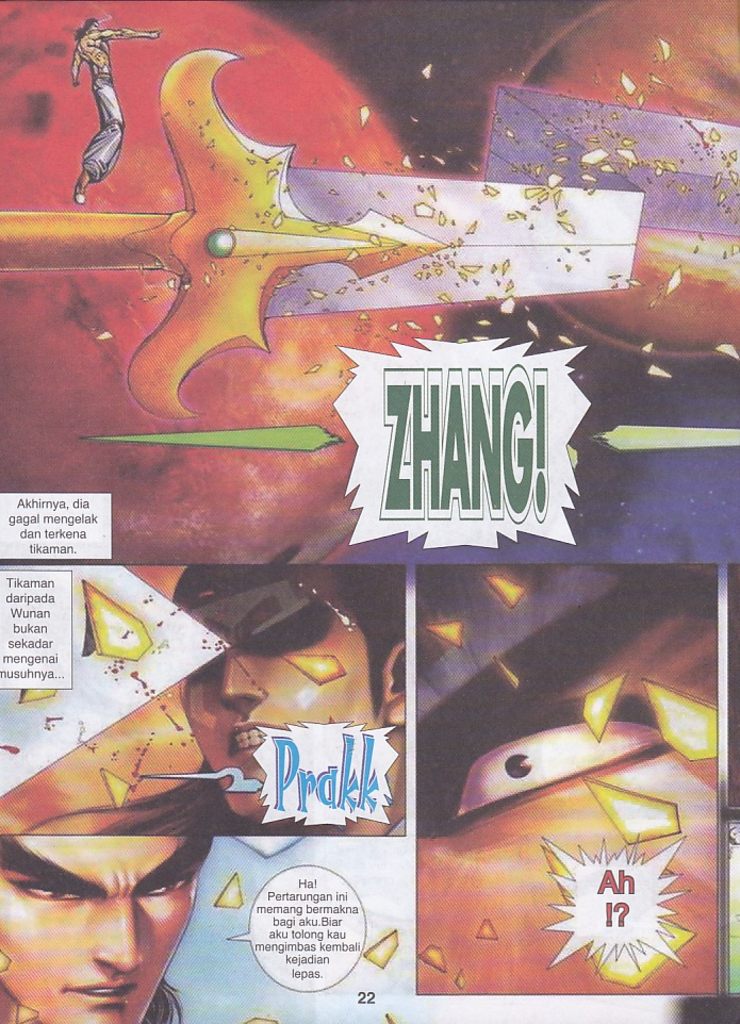 ZHANG!
Akhirnya, dia
gagal mengelak
dan terkena
tikaman.
Tikaman
daripada
Wunan
bukan
sekadar
mengenai
musuhnya...
Prakk
Ah
!?
Ha!
Pertarungan ini
memang bermakna
bagi aku.Biar
aku tolong kau
mengimbas kembali
kejadian
lepas.
22